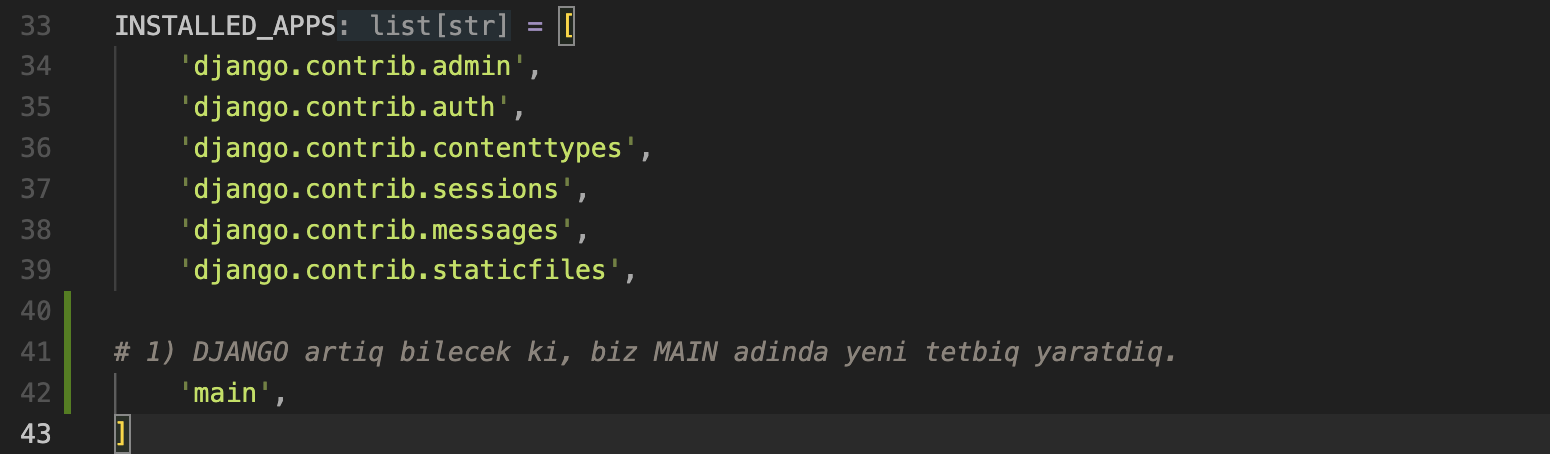 33 INSTALLED_APPS: list[str] = [
34     'django.contrib.admin',
35     'django.contrib.auth',
36     'django.contrib.contenttypes',
37     'django.contrib.sessions',
38     'django.contrib.messages',
39     'django.contrib.staticfiles',
40
41 # 1) DJANGO artiq bilecek ki, biz MAIN adinda yeni tetbiq yaratdiq.
42     'main',
43 ]